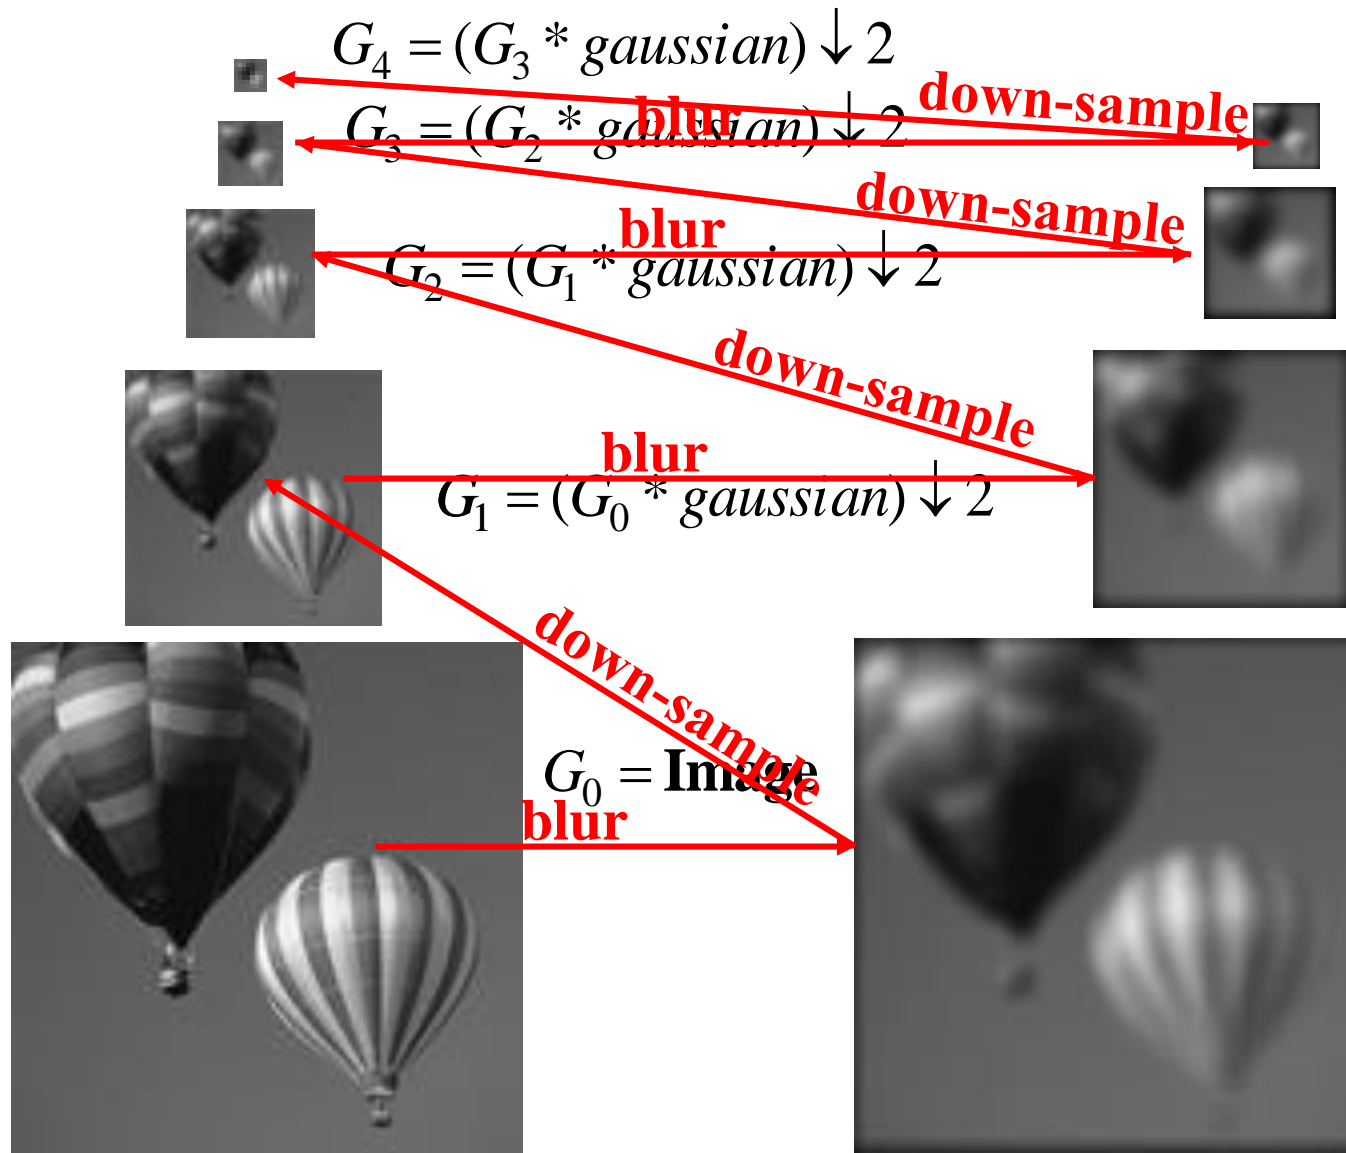 G₄ = (G₃ * gaussian) ↓ 2
down-sample
blur
G₃ = (G₂ * gaussian) ↓ 2
down-sample
blur
G₂ = (G₁ * gaussian) ↓ 2
down-sample
blur
G₁ = (G₀ * gaussian) ↓ 2
down-sample
G₀ = Image
blur